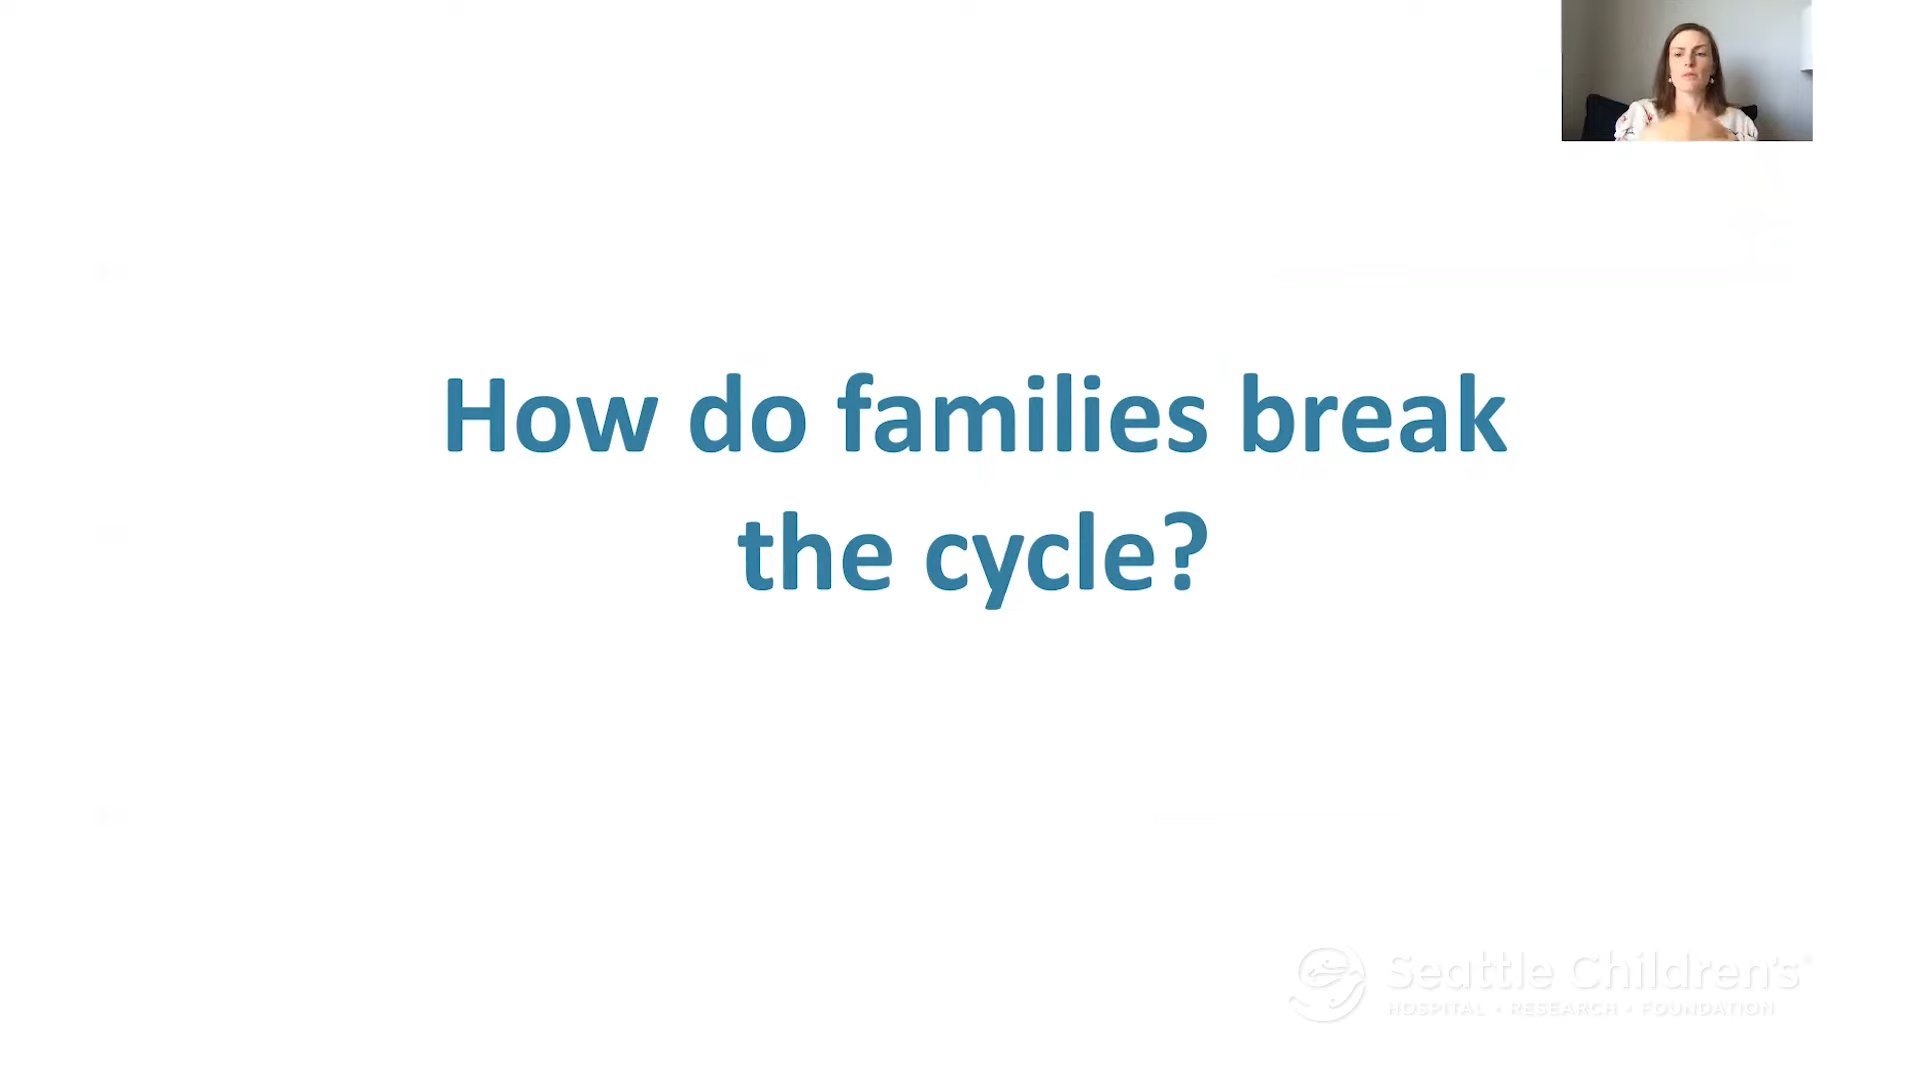 How do families break
the cycle?
Seattle Children's®
HOSPITAL • RESEARCH • FOUNDATION